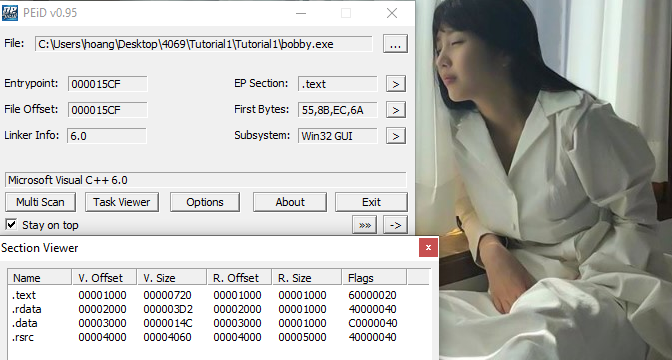 PEiD v0.95
File: C:\Users\hoang\Desktop\4069\Tutorial1\Tutorial1\bobby.exe ...
Entrypoint: 000015CF EP Section: .text >
File Offset: 000015CF First Bytes: 55,8B,EC,6A >
Linker Info: 6.0 Subsystem: Win32 GUI >
Microsoft Visual C++ 6.0
Multi Scan Task Viewer Options About Exit
Stay on top »» ->
Section Viewer x
Name V. Offset V. Size R. Offset R. Size Flags
.text 00001000 00000720 00001000 00001000 60000020
.rdata 00002000 000003D2 00002000 00001000 40000040
.data 00003000 0000014C 00003000 00001000 C0000040
.rsrc 00004000 00004060 00004000 00005000 40000040